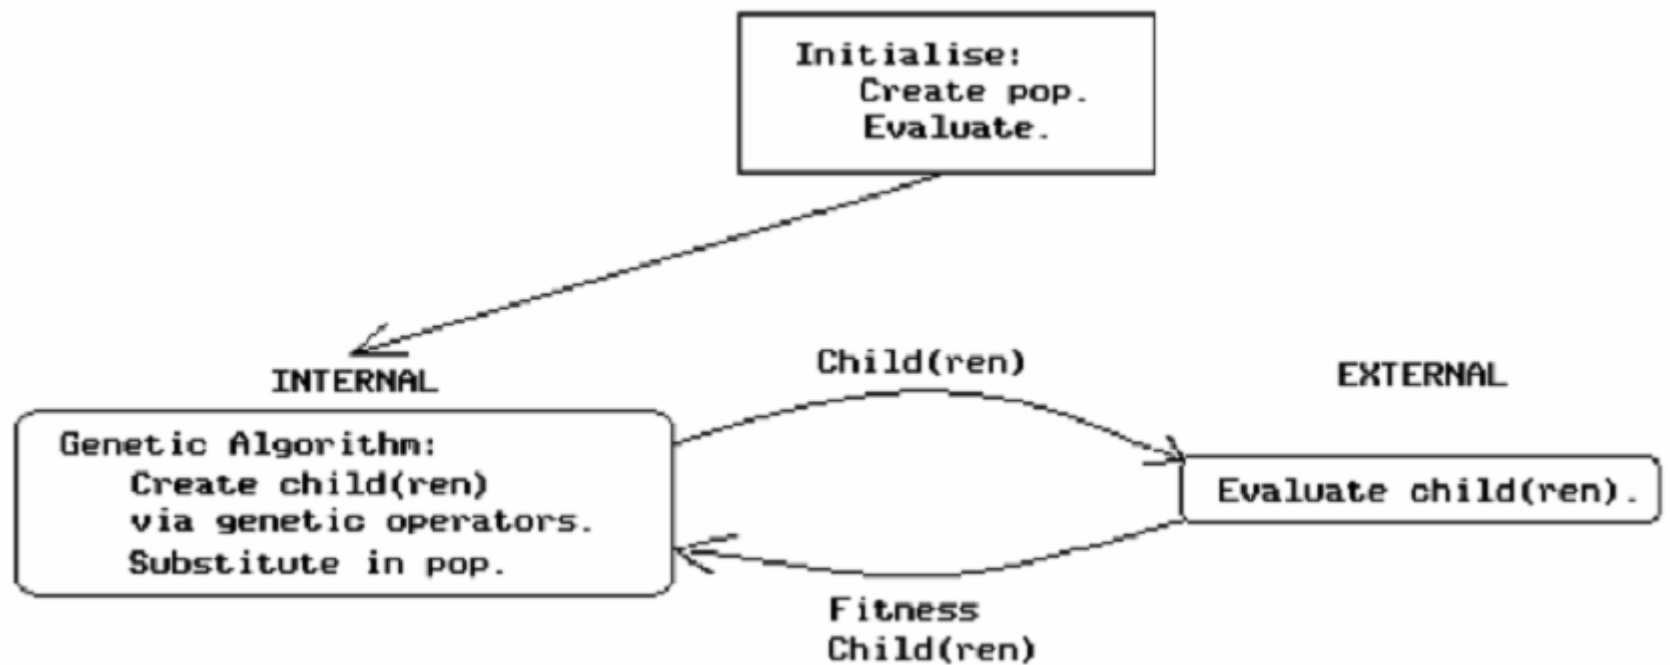 Initialise:
Create pop.
Evaluate.
INTERNAL
Child(ren)
EXTERNAL
Genetic Algorithm:
Create child(ren)
via genetic operators.
Substitute in pop.
Evaluate child(ren).
Fitness
Child(ren)